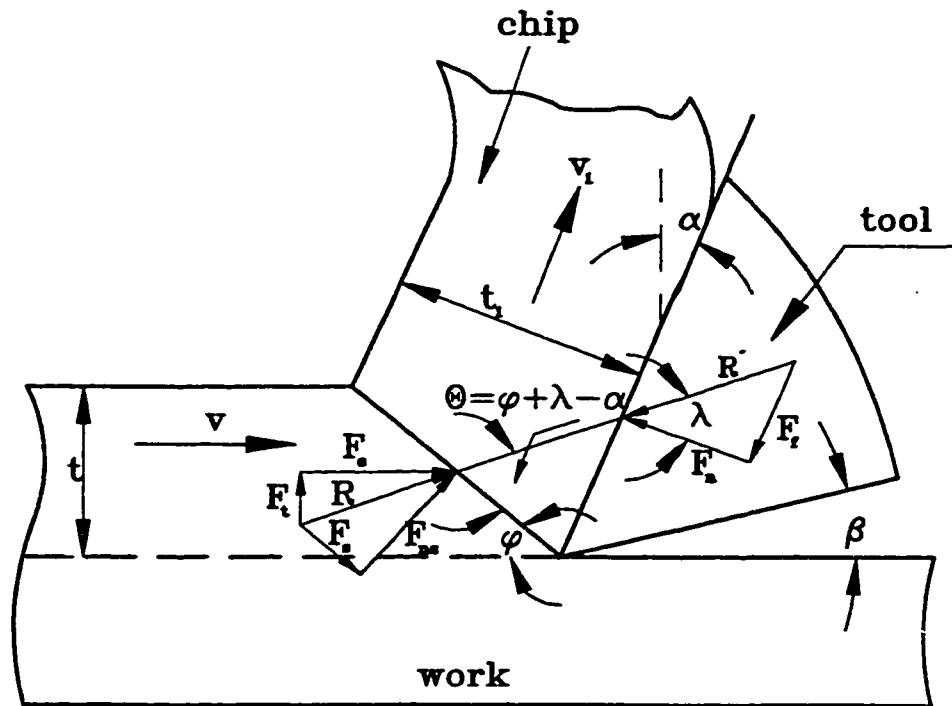 chip
v₁
α
tool
t₁
R′
Θ=φ+λ−α
λ
v
F_c
F_f
t
F_t
R
F_n
F_s
F_ns
φ
β
work